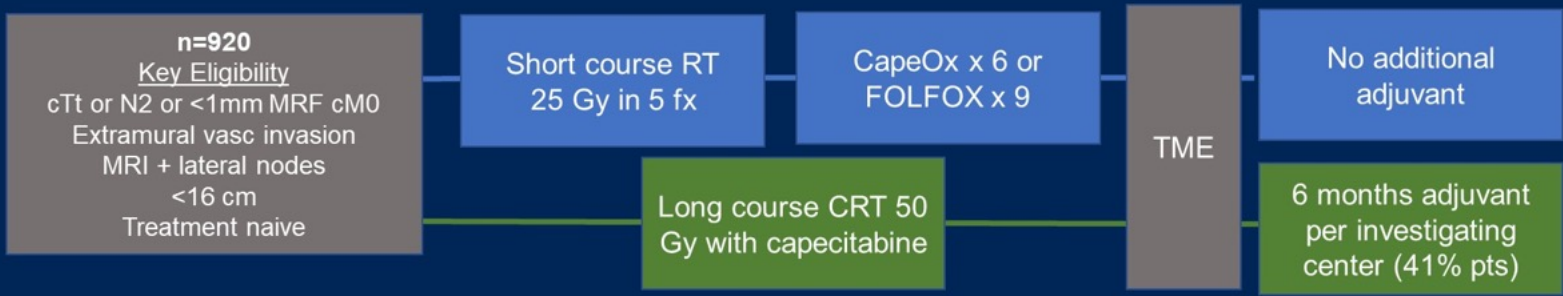 n=920
Key Eligibility
cTt or N2 or <1mm MRF cM0
Extramural vasc invasion
MRI + lateral nodes
<16 cm
Treatment naive
Short course RT
25 Gy in 5 fx
CapeOx x 6 or
FOLFOX x 9
Long course CRT 50
Gy with capecitabine
TME
No additional
adjuvant
6 months adjuvant
per investigating
center (41% pts)